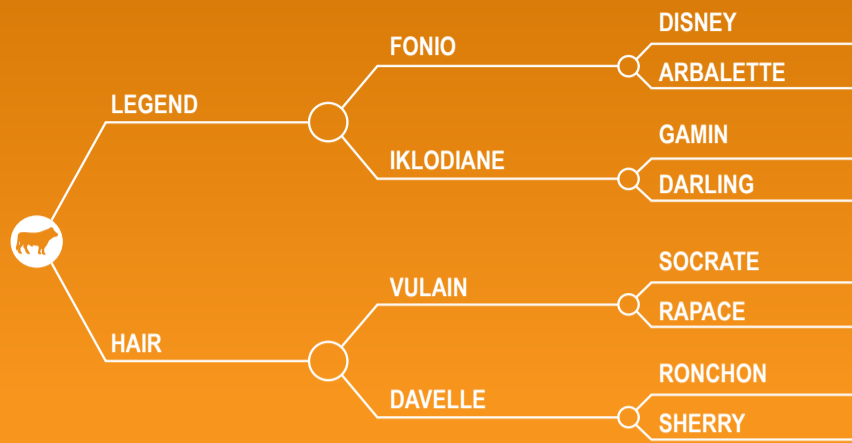 DISNEY
FONIO
ARBALETTE
LEGEND
GAMIN
IKLODIANE
DARLING
SOCRATE
VULAIN
RAPACE
HAIR
RONCHON
DAVELLE
SHERRY